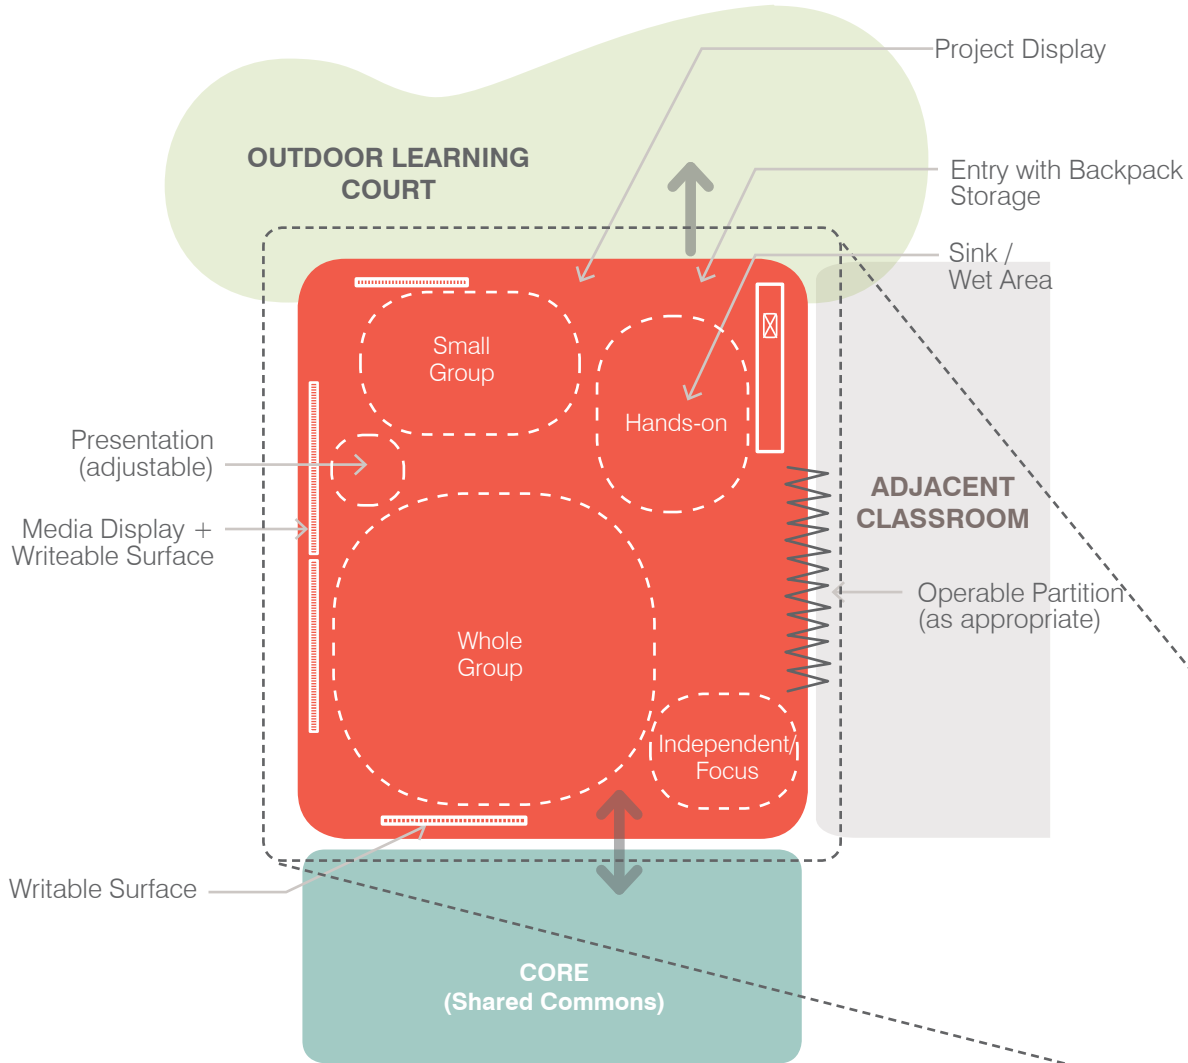 Project Display
OUTDOOR LEARNING
COURT
Entry with Backpack
Storage
Sink /
Wet Area
Small
Group
Hands-on
Presentation
(adjustable)
ADJACENT
CLASSROOM
Media Display +
Writeable Surface
Operable Partition
(as appropriate)
Whole
Group
Independent/
Focus
Writable Surface
CORE
(Shared Commons)